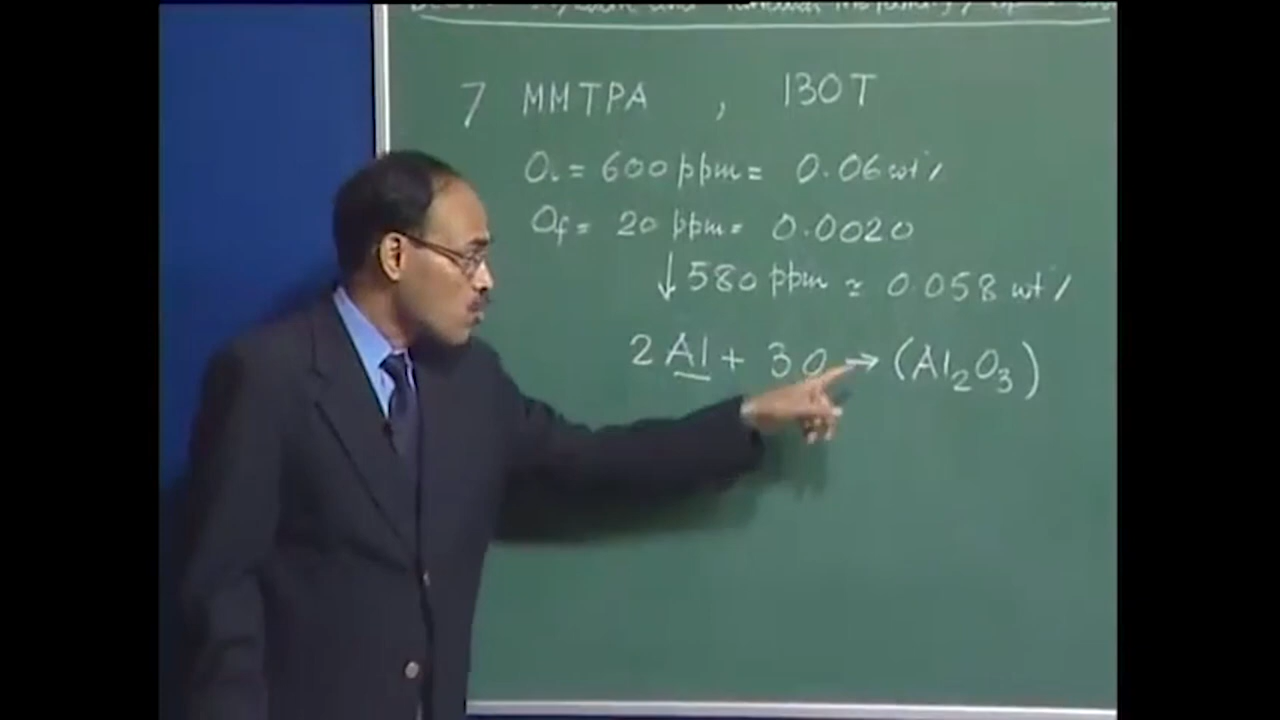 7 MMTPA , 130T
Oi = 600 ppm = 0.06 wt%
Of = 20 ppm = 0.0020
↓ 580 ppm ≃ 0.058 wt%
2 Al + 3 O → (Al₂O₃)